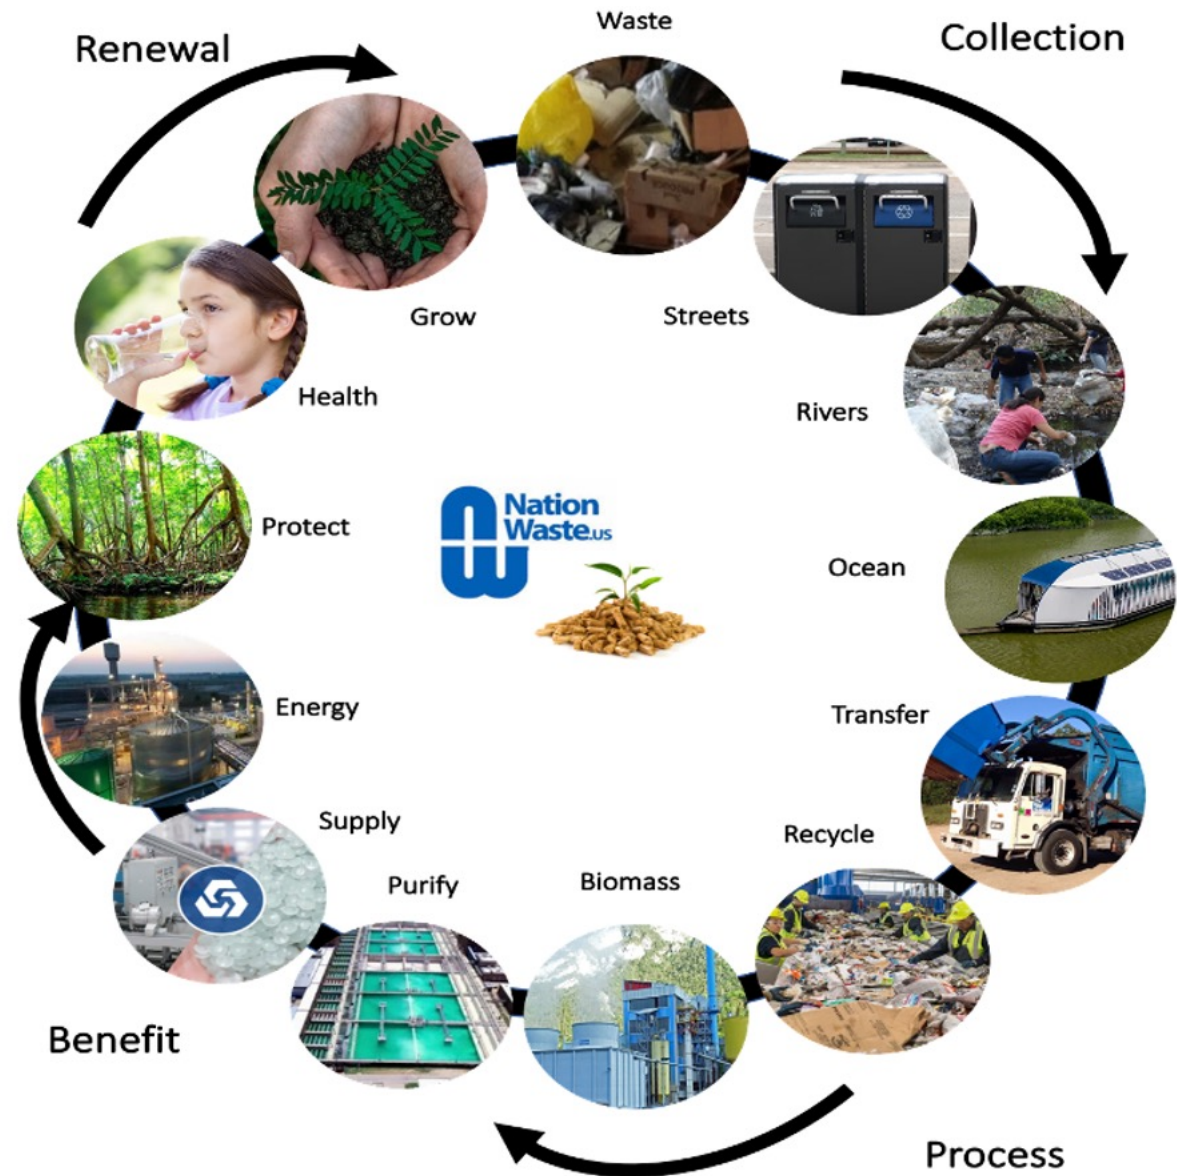 Renewal
Waste
Collection
Grow
Streets
Health
Rivers
Protect
Nation
Waste.us
Ocean
Energy
Transfer
Supply
Recycle
Purify
Biomass
Benefit
Process